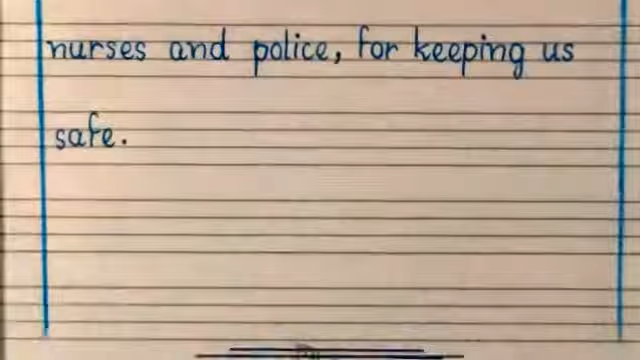 nurses and police, for keeping us
safe.